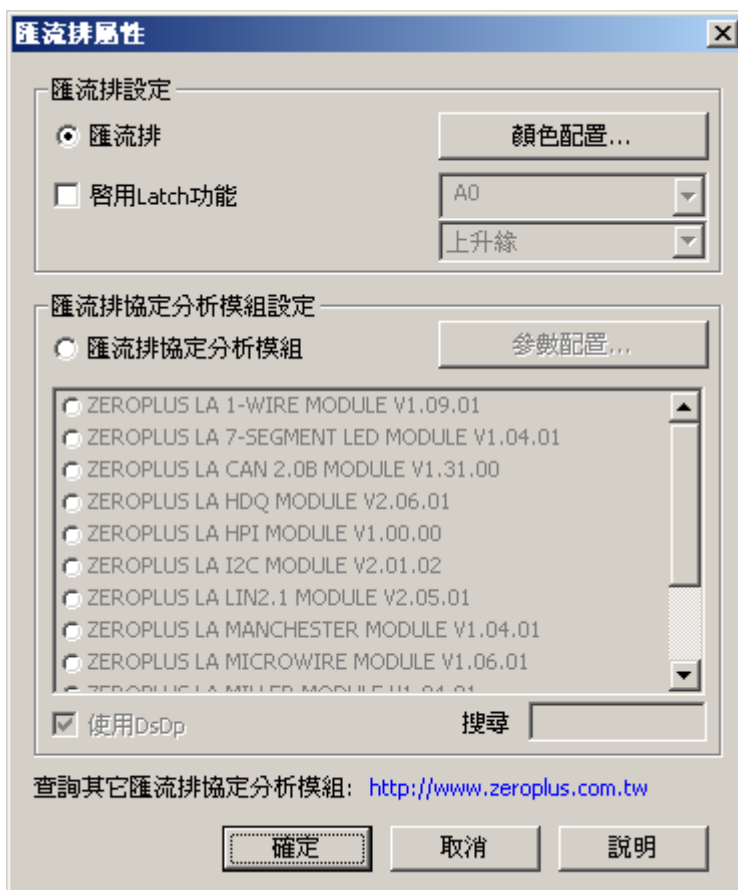 匯流排屬性
匯流排設定
匯流排
顏色配置...
啓用Latch功能
A0
上升緣
匯流排協定分析模組設定
匯流排協定分析模組
參數配置...
ZEROPLUS LA 1-WIRE MODULE V1.09.01
ZEROPLUS LA 7-SEGMENT LED MODULE V1.04.01
ZEROPLUS LA CAN 2.0B MODULE V1.31.00
ZEROPLUS LA HDQ MODULE V2.06.01
ZEROPLUS LA HPI MODULE V1.00.00
ZEROPLUS LA I2C MODULE V2.01.02
ZEROPLUS LA LIN2.1 MODULE V2.05.01
ZEROPLUS LA MANCHESTER MODULE V1.04.01
ZEROPLUS LA MICROWIRE MODULE V1.06.01
ZEROPLUS LA MILLER MODULE
使用DsDp
搜尋
查詢其它匯流排協定分析模組: http://www.zeroplus.com.tw
確定
取消
說明